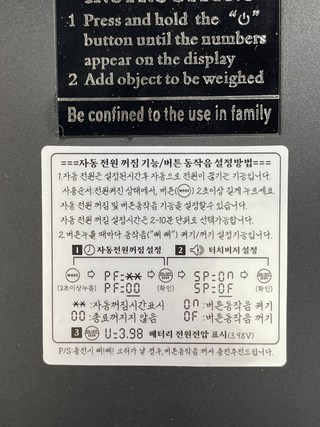 1 Press and hold the "⏻"
button until the numbers
appear on the display
2 Add object to be weighed
Be confined to the use in family
===자동 전원 꺼짐 기능/버튼 동작음 설정방법===
1.자동 전원은 설정된시간후 자동으로 전원이 끊기는 기능입니다.
사용순서:전원켜진 상태에서, 버튼(MODE) 2초이상 길게 누르세요
자동 전원 꺼짐 및 버튼동작음 기능을 설정할수 있습니다.
자동 전원 꺼짐 설정시간은 2-10분 단위로 선택가능합니다.
2.버튼누를 때마다 동작음("삐 삐") 켜기/끄기 설정기능입니다.
1 자동전원꺼짐 설정 2 터치버저 설정
MODE → PF:** → SP:On →
(2초이상누름) PF:00 (확인) SP:OF (확인)
** :자동꺼짐시간표시 On :버튼동작음 켜기
00 :종료꺼지지 않음 OF :버튼동작음 끄기
3 U=3.98 배터리 전원전압 표시(3.98V)
P/S 충전시 삐!삐! 소리가 날 경우,버튼동작음 꺼서 충전추천드립니다.